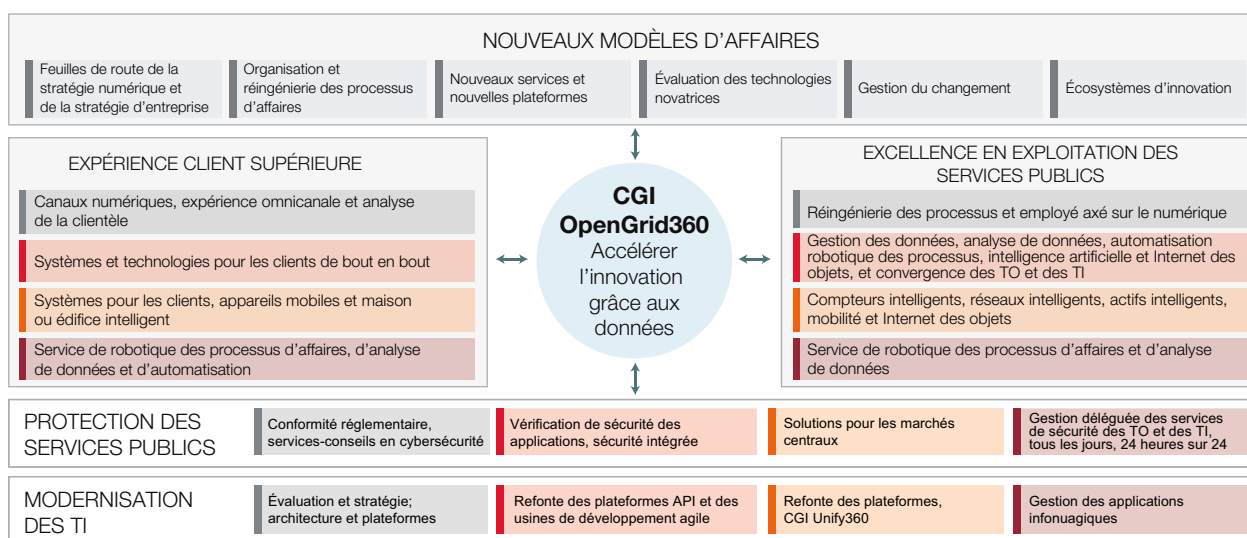 NOUVEAUX MODÈLES D’AFFAIRES
Feuilles de route de la
stratégie numérique et
de la stratégie d’entreprise
Organisation et
réingénierie des processus
d’affaires
Nouveaux services et
nouvelles plateformes
Évaluation des technologies
novatrices
Gestion du changement
Écosystèmes d’innovation
EXPÉRIENCE CLIENT SUPÉRIEURE
Canaux numériques, expérience omnicanale et analyse
de la clientèle
Systèmes et technologies pour les clients de bout en bout
Systèmes pour les clients, appareils mobiles et maison
ou édifice intelligent
Service de robotique des processus d’affaires, d’analyse
de données et d’automatisation
CGI
OpenGrid360
Accélérer
l’innovation
grâce aux
données
EXCELLENCE EN EXPLOITATION DES
SERVICES PUBLICS
Réingénierie des processus et employé axé sur le numérique
Gestion des données, analyse de données, automatisation
robotique des processus, intelligence artificielle et Internet des
objets, et convergence des TO et des TI
Compteurs intelligents, réseaux intelligents, actifs intelligents,
mobilité et Internet des objets
Service de robotique des processus d’affaires et d’analyse
de données
PROTECTION DES
SERVICES PUBLICS
Conformité réglementaire,
services-conseils en cybersécurité
Vérification de sécurité des
applications, sécurité intégrée
Solutions pour les marchés
centraux
Gestion déléguée des services
de sécurité des TO et des TI,
tous les jours, 24 heures sur 24
MODERNISATION
DES TI
Évaluation et stratégie;
architecture et plateformes
Refonte des plateformes API et des
usines de développement agile
Refonte des plateformes,
CGI Unify360
Gestion des applications
infonuagiques